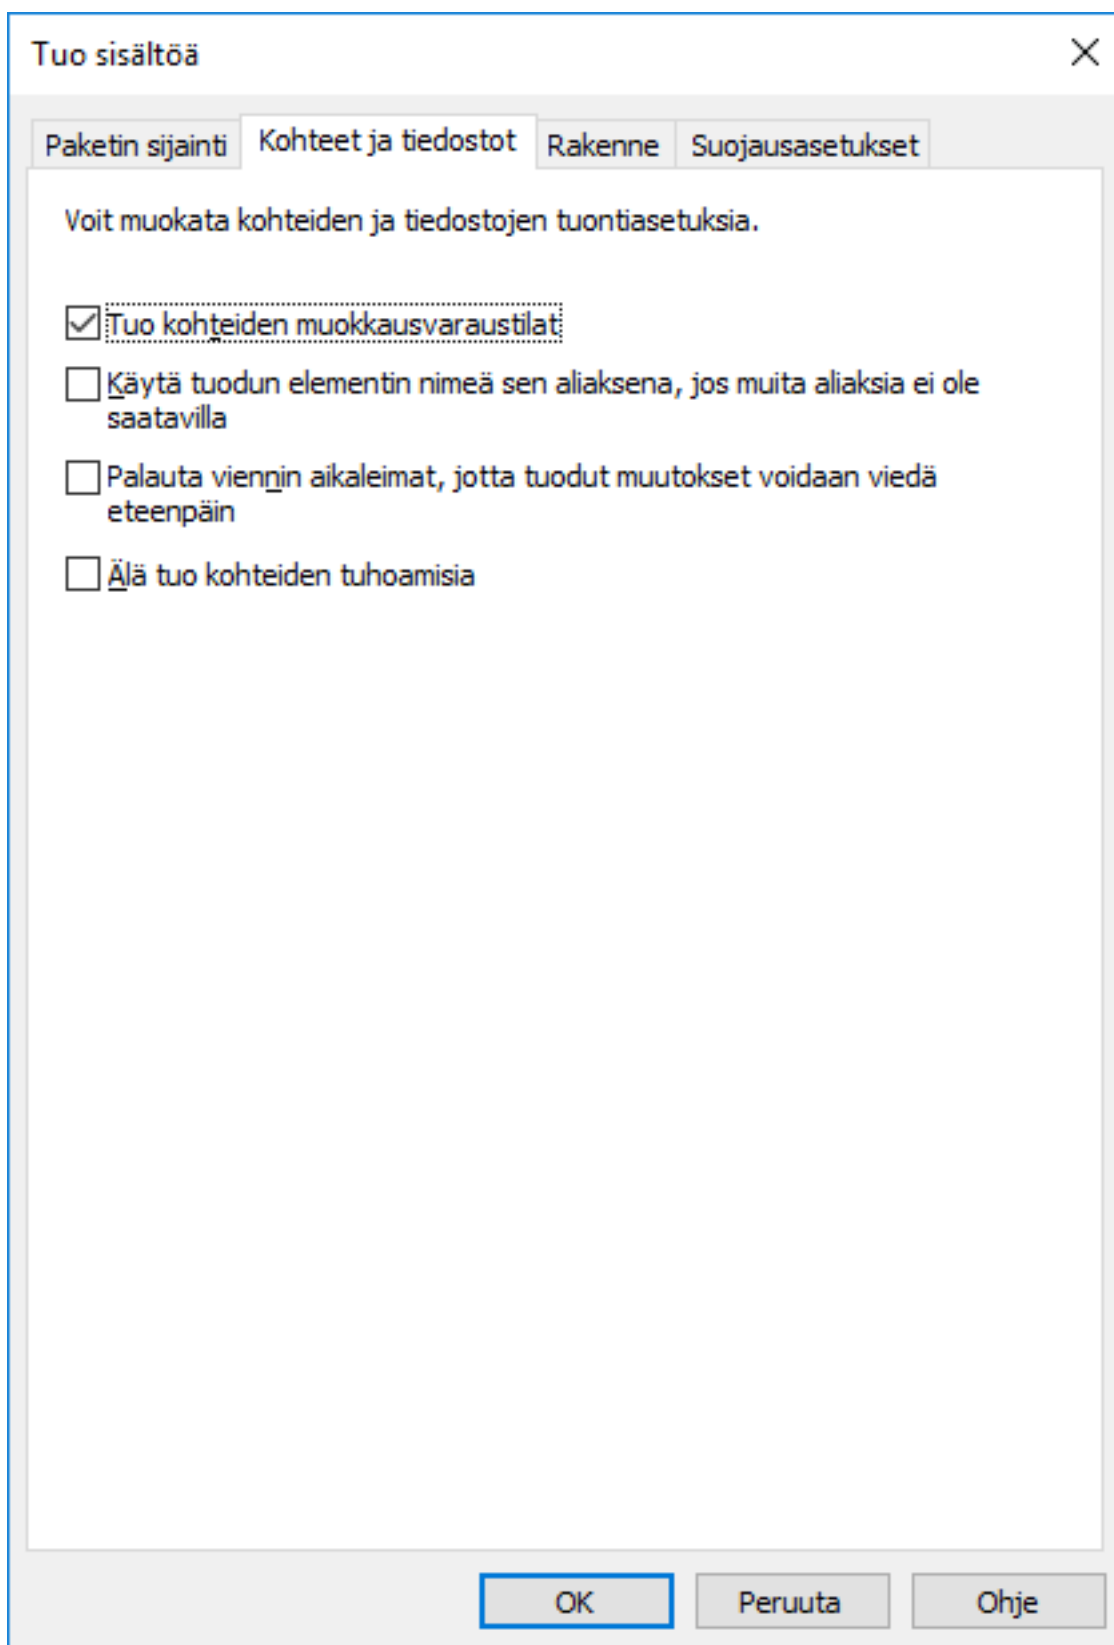 Tuo sisältöä
Paketin sijainti Kohteet ja tiedostot Rakenne Suojausasetukset
Voit muokata kohteiden ja tiedostojen tuontiasetuksia.
Tuo kohteiden muokkausvaraustilat
Käytä tuodun elementin nimeä sen aliaksena, jos muita aliaksia ei ole
saatavilla
Palauta viennin aikaleimat, jotta tuodut muutokset voidaan viedä
eteenpäin
Älä tuo kohteiden tuhoamisia
OK Peruuta Ohje